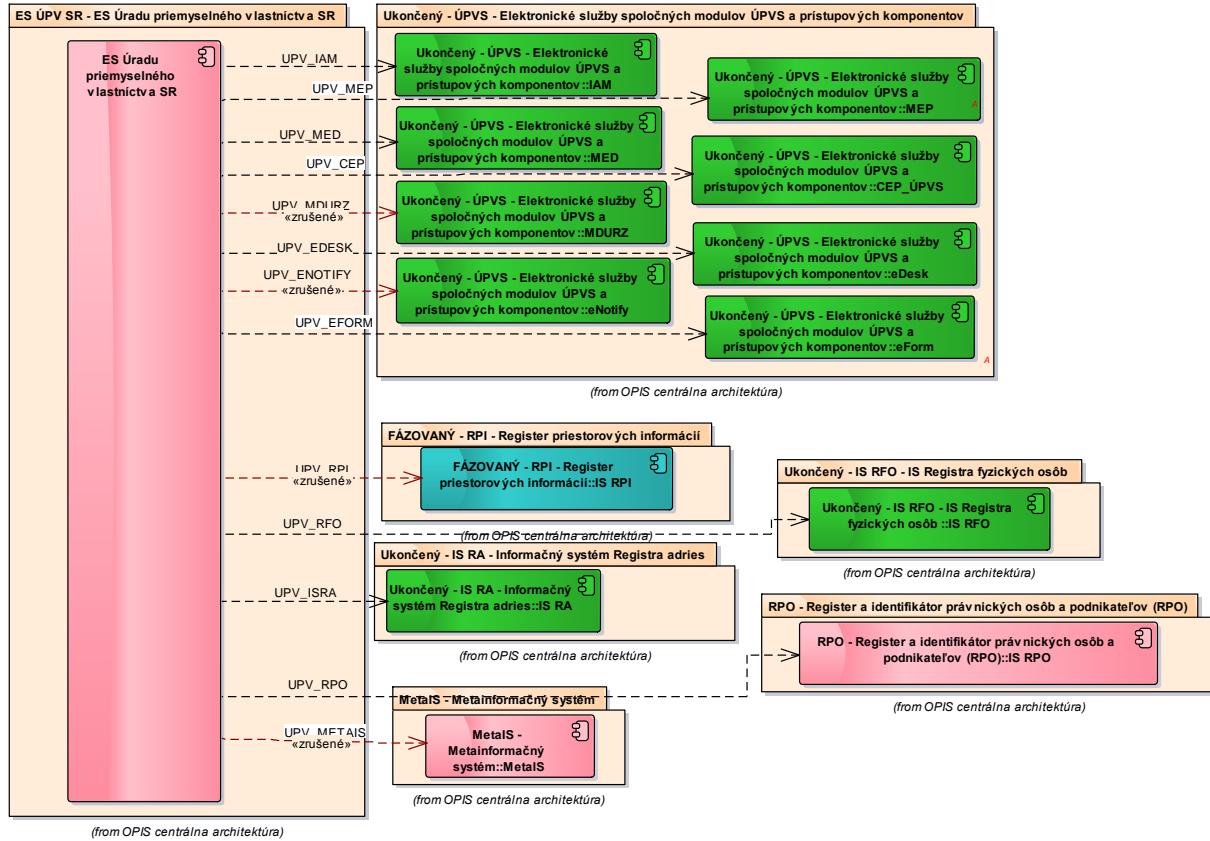 ES ÚPV SR - ES Úradu priemyselného vlastníctva SR
ES Úradu
priemyselného
vlastníctva SR
(from OPIS centrálna architektúra)
Ukončený - ÚPVS - Elektronické služby spoločných modulov ÚPVS a prístupových komponentov
UPV_IAM
Ukončený - ÚPVS - Elektronické
služby spoločných modulov ÚPVS a
prístupových komponentov::IAM
UPV_MEP
Ukončený - ÚPVS - Elektronické služby
spoločných modulov ÚPVS a
prístupových komponentov::MEP
A
UPV_MED
Ukončený - ÚPVS - Elektronické služby
spoločných modulov ÚPVS a
prístupových komponentov::MED
UPV_CEP
Ukončený - ÚPVS - Elektronické služby
spoločných modulov ÚPVS a
prístupových komponentov::CEP_ÚPVS
UPV_MDURZ
«zrušené»
Ukončený - ÚPVS - Elektronické služby
spoločných modulov ÚPVS a
prístupových komponentov::MDURZ
UPV_EDESK
Ukončený - ÚPVS - Elektronické služby
spoločných modulov ÚPVS a
prístupových komponentov::eDesk
UPV_ENOTIFY
«zrušené»
Ukončený - ÚPVS - Elektronické služby
spoločných modulov ÚPVS a
prístupových komponentov::eNotify
UPV_EFORM
Ukončený - ÚPVS - Elektronické služby
spoločných modulov ÚPVS a
prístupových komponentov::eForm
A
(from OPIS centrálna architektúra)
FÁZOVANÝ - RPI - Register priestorových informácií
UPV_RPI
«zrušené»
FÁZOVANÝ - RPI - Register
priestorových informácií::IS RPI
(from OPIS centrálna architektúra)
Ukončený - IS RFO - IS Registra fyzických osôb
UPV_RFO
Ukončený - IS RFO - IS Registra
fyzických osôb ::IS RFO
(from OPIS centrálna architektúra)
Ukončený - IS RA - Informačný systém Registra adries
UPV_ISRA
Ukončený - IS RA - Informačný
systém Registra adries::IS RA
(from OPIS centrálna architektúra)
RPO - Register a identifikátor právnických osôb a podnikateľov (RPO)
UPV_RPO
RPO - Register a identifikátor právnických osôb a
podnikateľov (RPO)::IS RPO
(from OPIS centrálna architektúra)
MetaIS - Metainformačný systém
UPV_METAIS
«zrušené»
MetaIS -
Metainformačný
systém::MetaIS
(from OPIS centrálna architektúra)